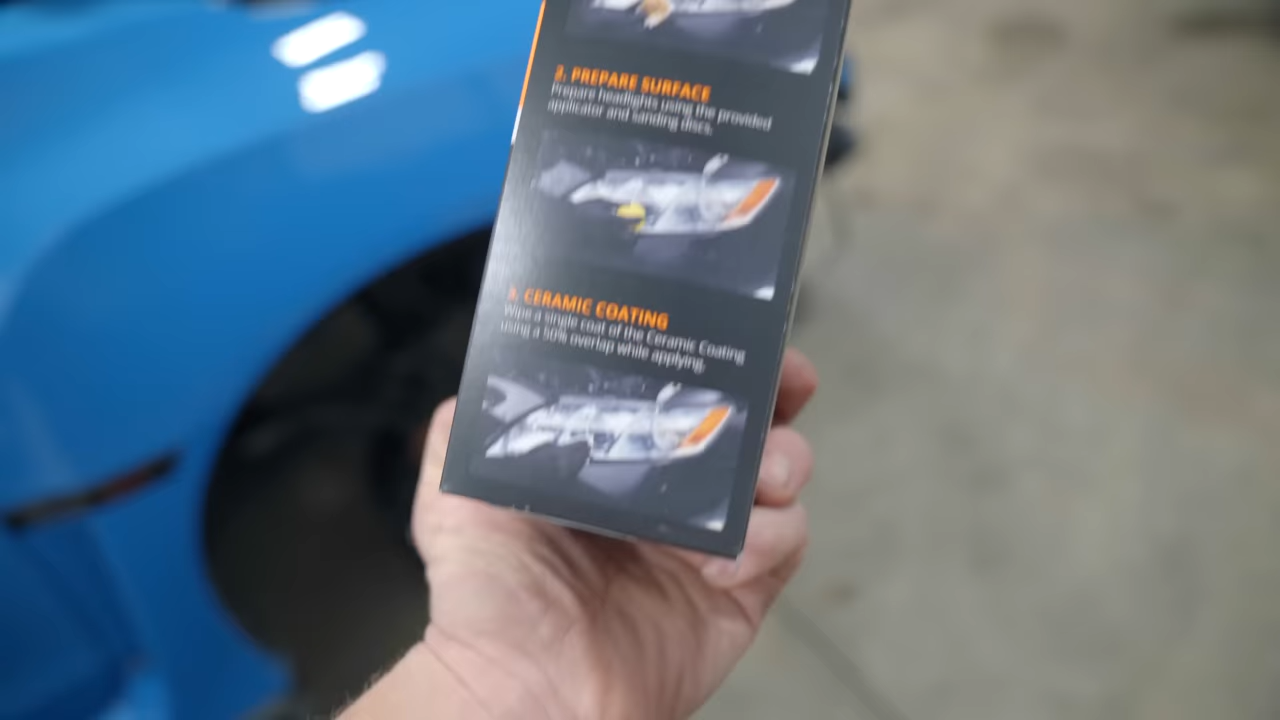 2. PREPARE SURFACE
Prepare headlights using the provided
applicator and sanding discs.
3. CERAMIC COATING
Wipe a single coat of the Ceramic Coating
using a 50% overlap while applying.